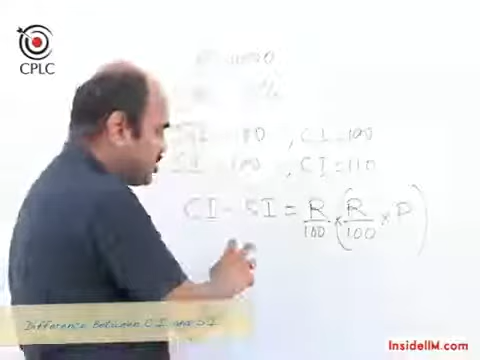 CPLC
SI = 100 , CI = 100
SI = 100 , CI = 110
CI - SI = R/100 × (R/100 × P)
Difference Between C.I. and S.I.
InsideIIM.com